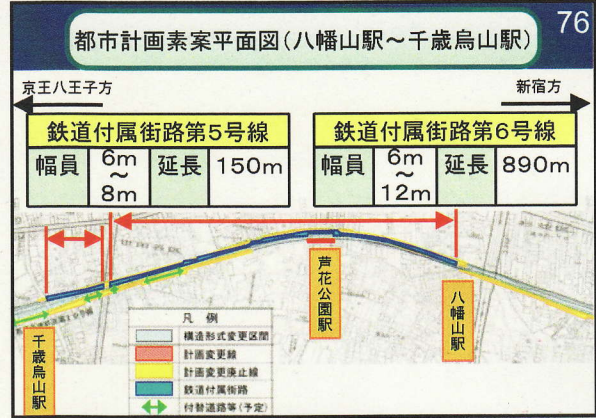 76
都市計画素案平面図(八幡山駅～千歳烏山駅)
京王八王子方
新宿方
鉄道付属街路第5号線
幅員 6m～8m 延長 150m
鉄道付属街路第6号線
幅員 6m～12m 延長 890m
芦花公園駅
八幡山駅
千歳烏山駅
凡例
構造形式変更区間
計画変更線
計画変更廃止線
鉄道付属街路
付替道路等(予定)